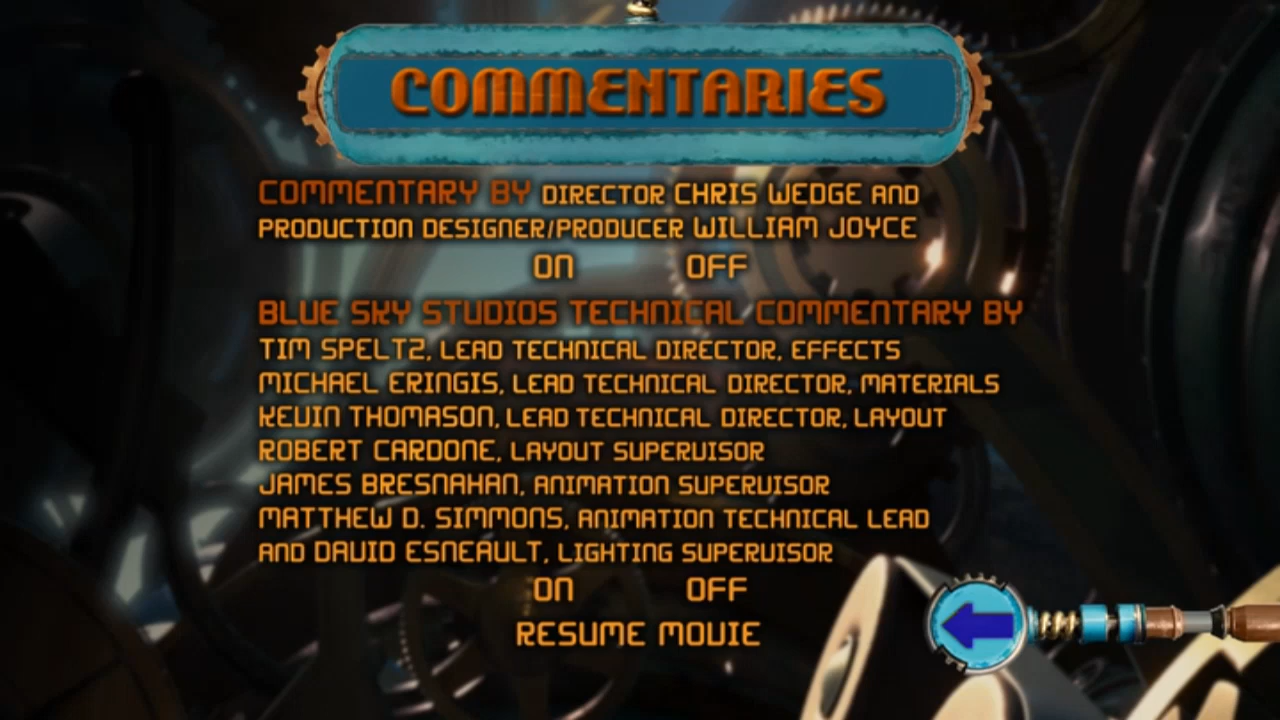 COMMENTARIES
COMMENTARY BY DIRECTOR CHRIS WEDGE AND
PRODUCTION DESIGNER/PRODUCER WILLIAM JOYCE
ON OFF
BLUE SKY STUDIOS TECHNICAL COMMENTARY BY
TIM SPELTZ, LEAD TECHNICAL DIRECTOR, EFFECTS
MICHAEL ERINGIS, LEAD TECHNICAL DIRECTOR, MATERIALS
KEVIN THOMASON, LEAD TECHNICAL DIRECTOR, LAYOUT
ROBERT CARDONE, LAYOUT SUPERVISOR
JAMES BRESNAHAN, ANIMATION SUPERVISOR
MATTHEW D. SIMMONS, ANIMATION TECHNICAL LEAD
AND DAVID ESNEAULT, LIGHTING SUPERVISOR
ON OFF
RESUME MOVIE